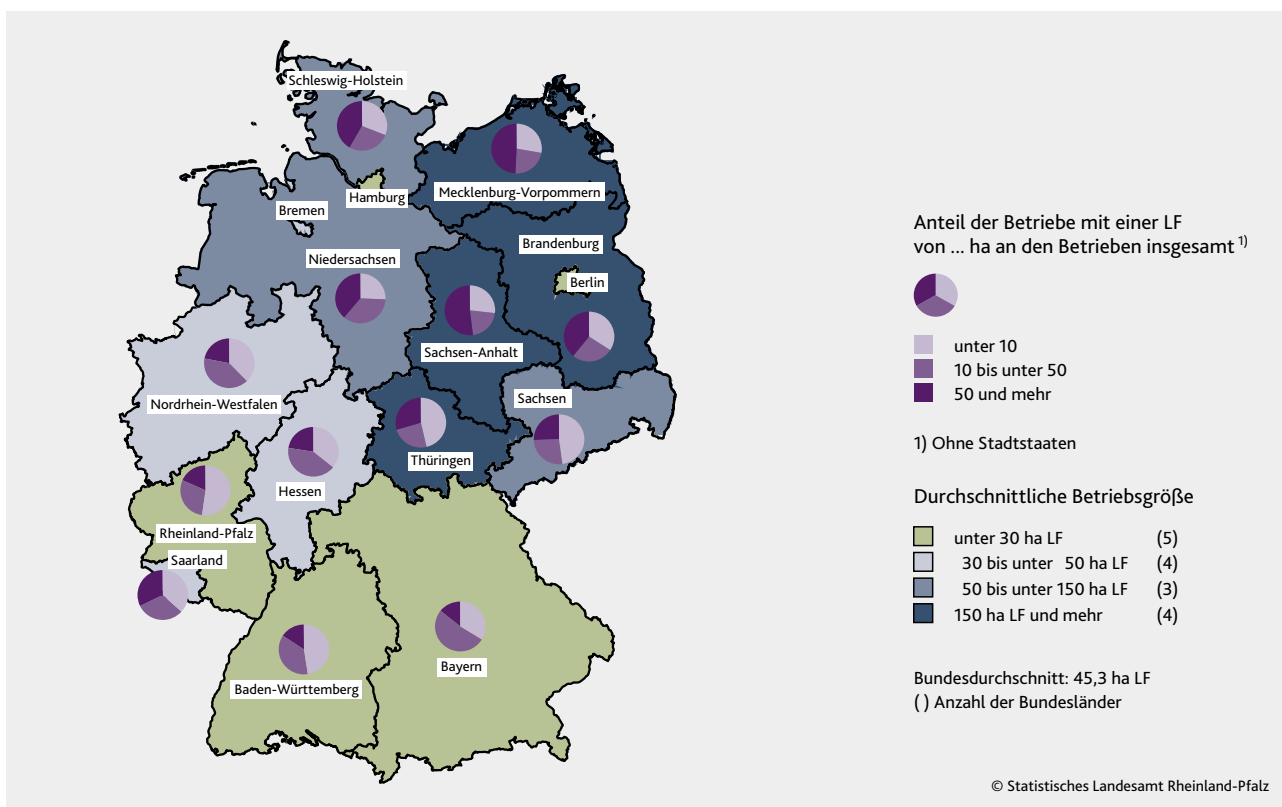 Schleswig-Holstein
Mecklenburg-Vorpommern
Hamburg
Bremen
Brandenburg
Niedersachsen
Berlin
Sachsen-Anhalt
Sachsen
Nordrhein-Westfalen
Thüringen
Hessen
Rheinland-Pfalz
Saarland
Bayern
Baden-Württemberg
Anteil der Betriebe mit einer LF
von ... ha an den Betrieben insgesamt 1)
unter 10
10 bis unter 50
50 und mehr
1) Ohne Stadtstaaten
Durchschnittliche Betriebsgröße
unter 30 ha LF (5)
30 bis unter 50 ha LF (4)
50 bis unter 150 ha LF (3)
150 ha LF und mehr (4)
Bundesdurchschnitt: 45,3 ha LF
( ) Anzahl der Bundesländer
© Statistisches Landesamt Rheinland-Pfalz